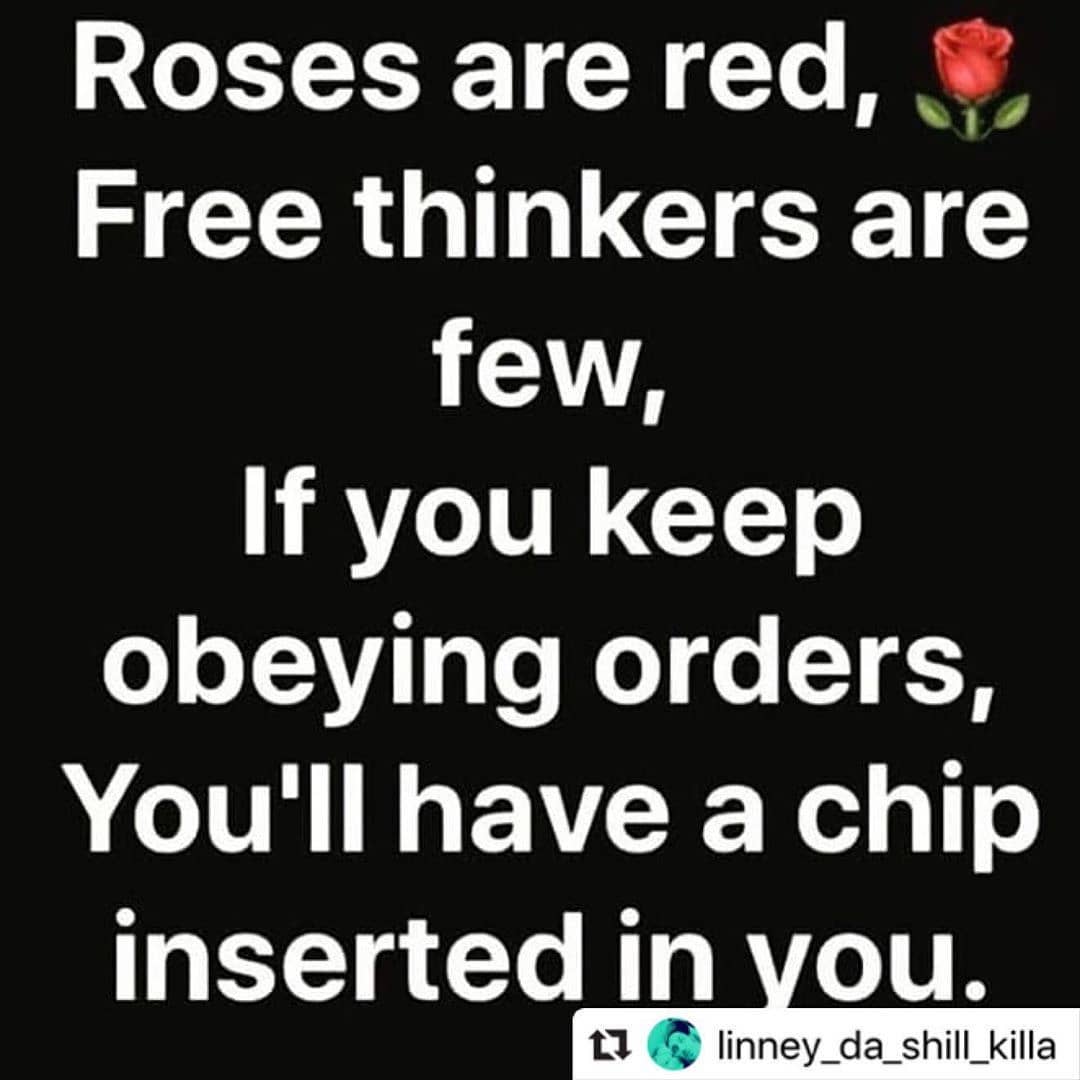 Roses are red, 🌹
Free thinkers are
few,
If you keep
obeying orders,
You'll have a chip
inserted in you.
linney_da_shill_killa